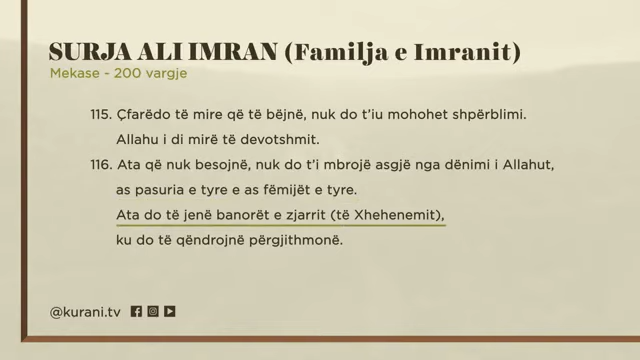 SURJA ALI IMRAN (Familja e Imranit)
Mekase - 200 vargje
115. Çfarëdo të mire që të bëjnë, nuk do t'iu mohohet shpërblimi.
Allahu i di mirë të devotshmit.
116. Ata që nuk besojnë, nuk do t'i mbrojë asgjë nga dënimi i Allahut,
as pasuria e tyre e as fëmijët e tyre.
Ata do të jenë banorët e zjarrit (të Xhehenemit),
ku do të qëndrojnë përgjithmonë.
@kurani.tv